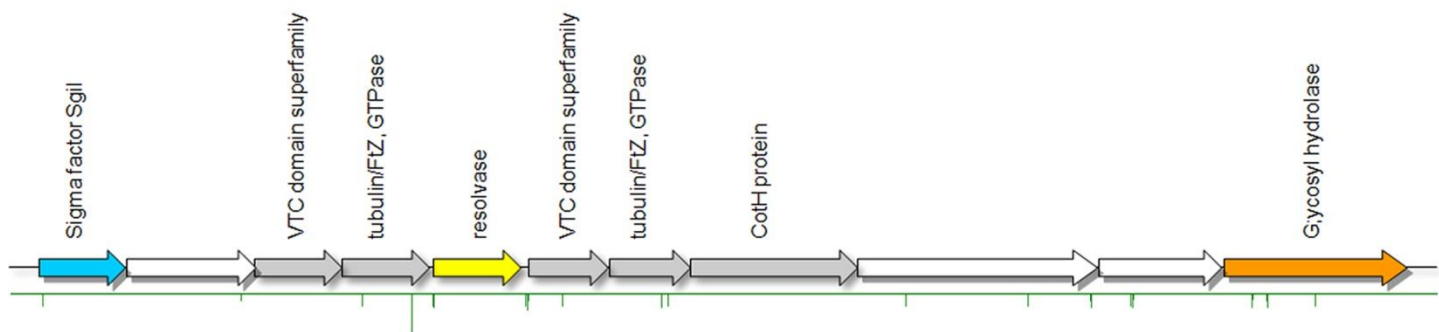 Sigma factor SgiI
VTC domain superfamily
tubulin/FtZ, GTPase
resolvase
VTC domain superfamily
tubulin/FtZ, GTPase
CotH protein
G;ycosyl hydrolase